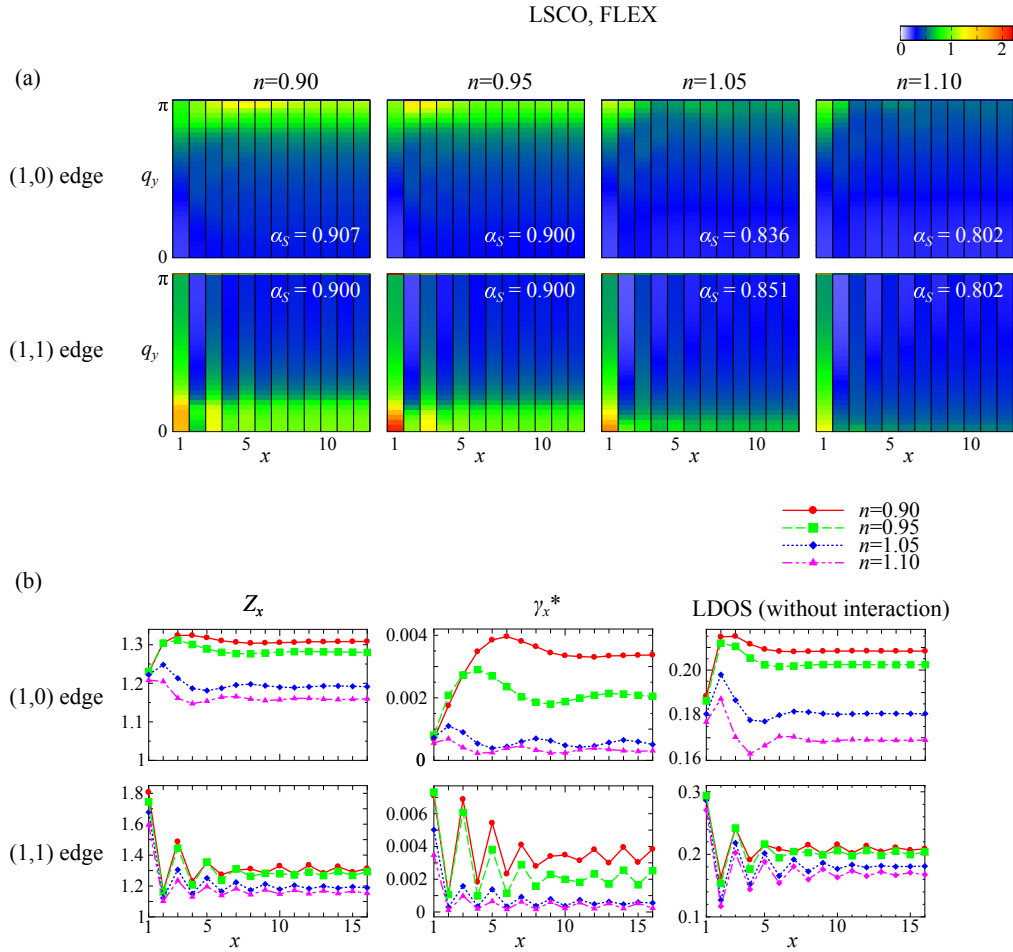 LSCO, FLEX
0 1 2
(a)
n=0.90 n=0.95 n=1.05 n=1.10
(1,0) edge
π
q_y
0
α_S = 0.907 α_S = 0.900 α_S = 0.836 α_S = 0.802
(1,1) edge
π
q_y
0
α_S = 0.900 α_S = 0.900 α_S = 0.851 α_S = 0.802
1 5 10 1 5 10 1 5 10 1 5 10
x x x x
n=0.90
n=0.95
n=1.05
n=1.10
(b)
Z_x γ_x* LDOS (without interaction)
(1,0) edge
1.3
1.2
1.1
1
0.004
0.002
0
0.20
0.18
0.16
(1,1) edge
1.8
1.6
1.4
1.2
1
0.006
0.004
0.002
0
0.3
0.2
0.1
1 5 10 15 1 5 10 15 1 5 10 15
x x x